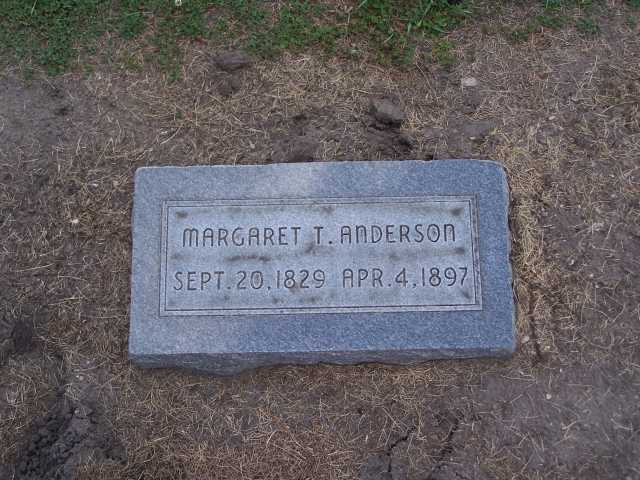 MARGARET T. ANDERSON
SEPT. 20, 1829 APR. 4, 1897